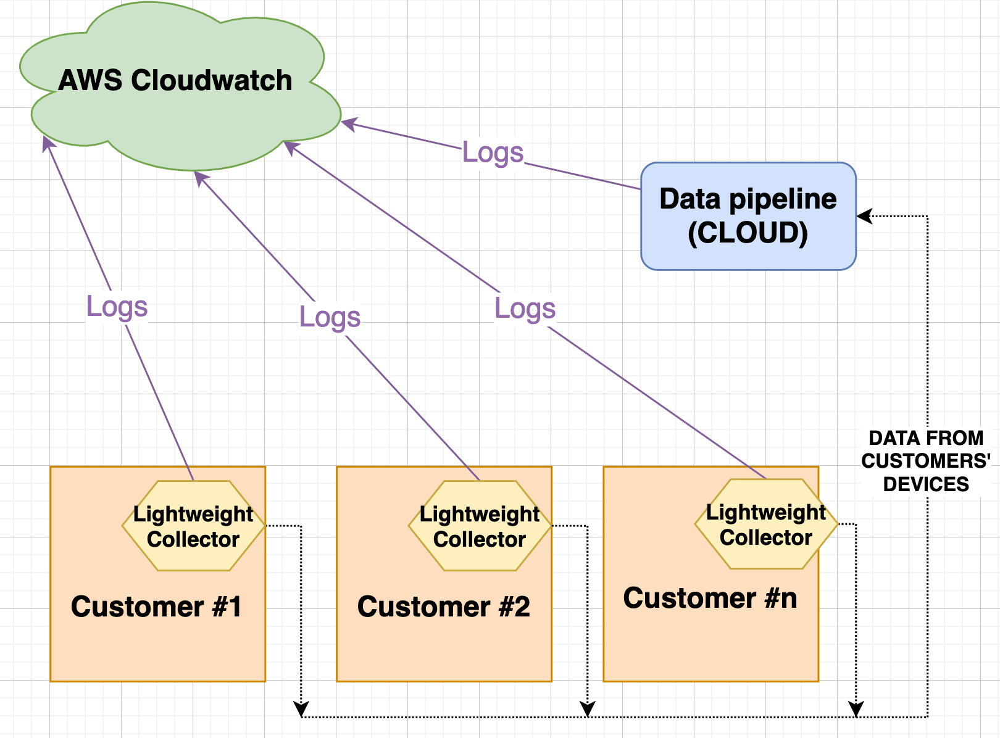 AWS Cloudwatch
Logs
Data pipeline
(CLOUD)
Logs
Logs
Logs
DATA FROM
CUSTOMERS'
DEVICES
Lightweight
Collector
Customer #1
Lightweight
Collector
Customer #2
Lightweight
Collector
Customer #n